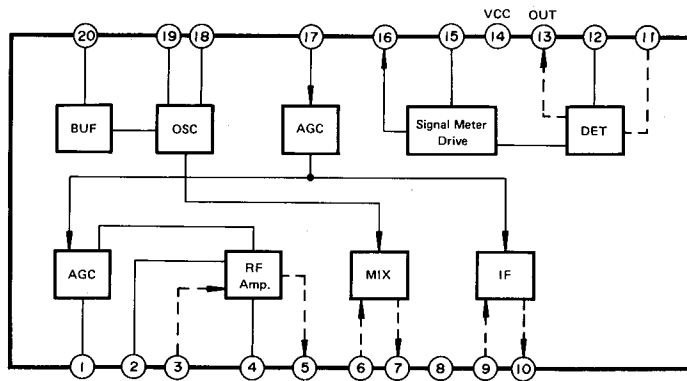 VCC OUT
20 19 18 17 16 15 14 13 12 11
BUF OSC AGC Signal Meter Drive DET
AGC RF Amp. MIX IF
1 2 3 4 5 6 7 8 9 10